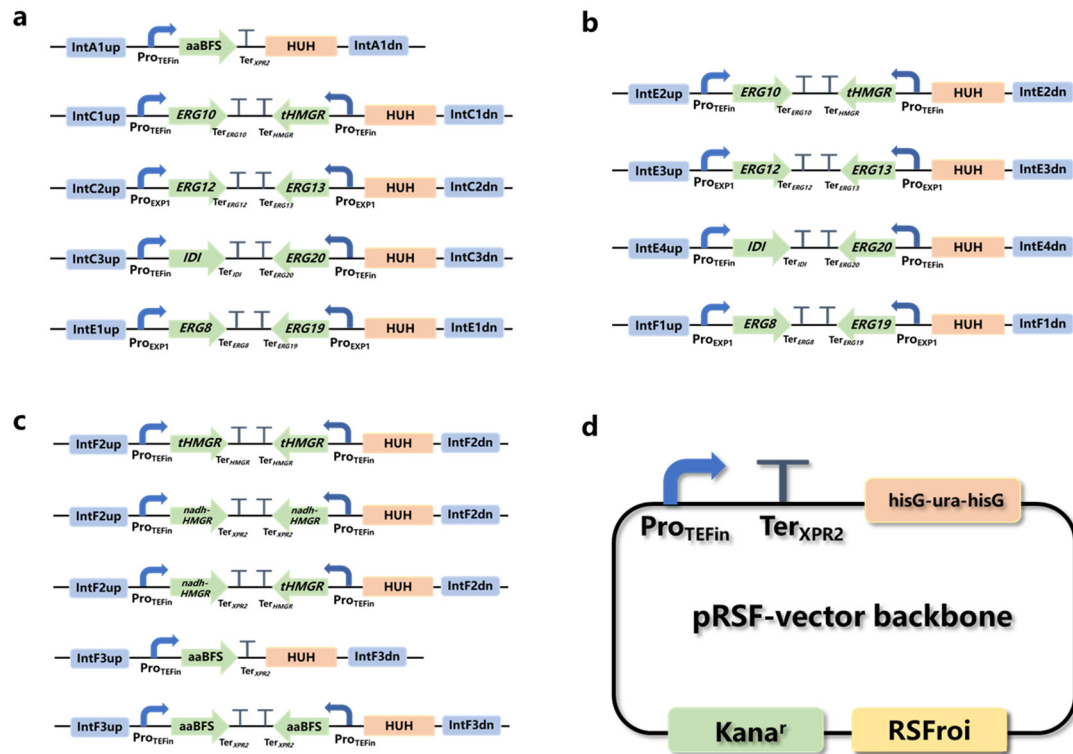 a
IntA1up aaBFS HUH IntA1dn
ProTEFin TerXPR2
IntC1up ERG10 tHMGR HUH IntC1dn
ProTEFin TerERG10 TerHMGR ProTEFin
IntC2up ERG12 ERG13 HUH IntC2dn
ProEXP1 TerERG12 TerERG13 ProEXP1
IntC3up IDI ERG20 HUH IntC3dn
ProTEFin TerIDI TerERG20 ProTEFin
IntE1up ERG8 ERG19 HUH IntE1dn
ProEXP1 TerERG8 TerERG19 ProEXP1
b
IntE2up ERG10 tHMGR HUH IntE2dn
ProTEFin TerERG10 TerHMGR ProTEFin
IntE3up ERG12 ERG13 HUH IntE3dn
ProEXP1 TerERG12 TerERG13 ProEXP1
IntE4up IDI ERG20 HUH IntE4dn
ProTEFin TerIDI TerERG20 ProTEFin
IntF1up ERG8 ERG19 HUH IntF1dn
ProEXP1 TerERG8 TerERG19 ProEXP1
c
IntF2up tHMGR tHMGR HUH IntF2dn
ProTEFin TerHMGR TerHMGR ProTEFin
IntF2up nadh- nadh- HUH IntF2dn
HMGR HMGR
ProTEFin TerXPR2 TerXPR2 ProTEFin
IntF2up nadh- tHMGR HUH IntF2dn
HMGR
ProTEFin TerXPR2 TerHMGR ProTEFin
IntF3up aaBFS HUH IntF3dn
ProTEFin TerXPR2
IntF3up aaBFS aaBFS HUH IntF3dn
ProTEFin TerXPR2 TerXPR2 ProTEFin
d
hisG-ura-hisG
ProTEFin TerXPR2
pRSF-vector backbone
Kanaʳ RSFroi